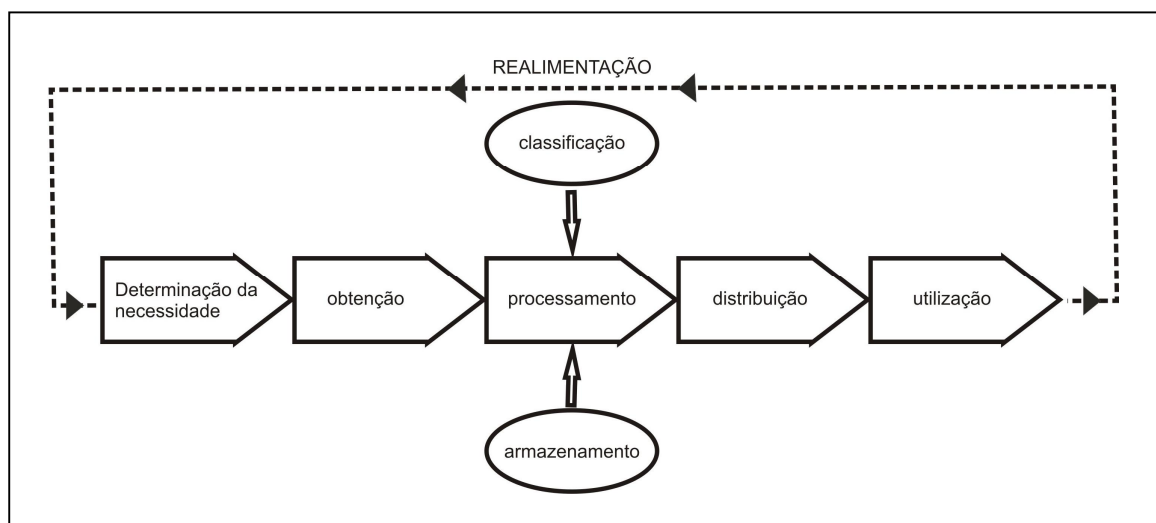 REALIMENTAÇÃO
classificação
Determinação da
necessidade
obtenção
processamento
distribuição
utilização
armazenamento